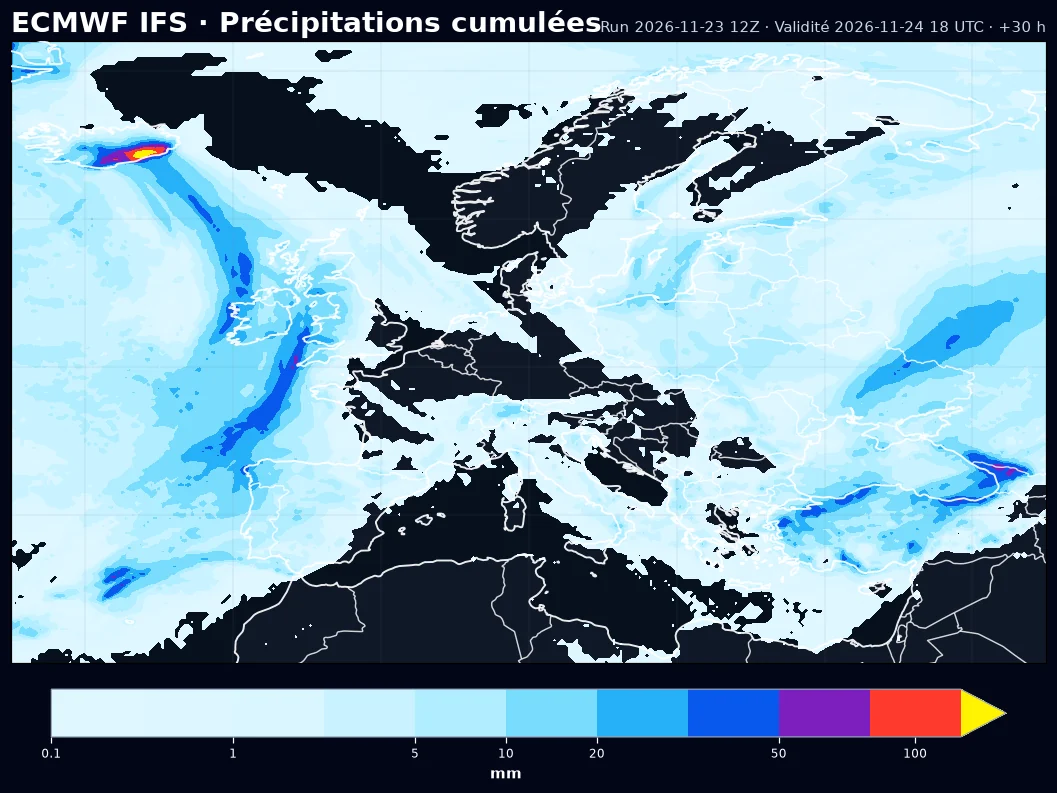 ECMWF IFS · Précipitations cumulées
Run 2026-11-23 12Z · Validité 2026-11-24 18 UTC · +30 h
0.1 1 5 10 20 50 100
mm